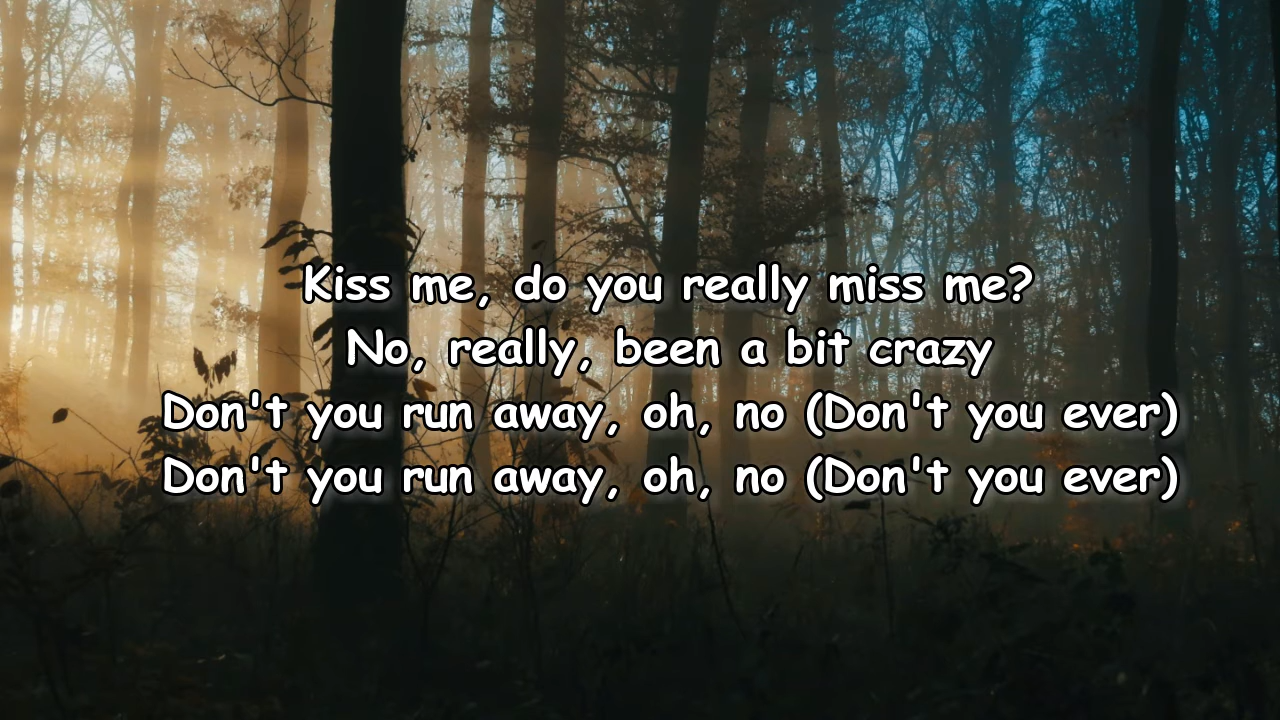 Kiss me, do you really miss me?
No, really, been a bit crazy
Don't you run away, oh, no (Don't you ever)
Don't you run away, oh, no (Don't you ever)